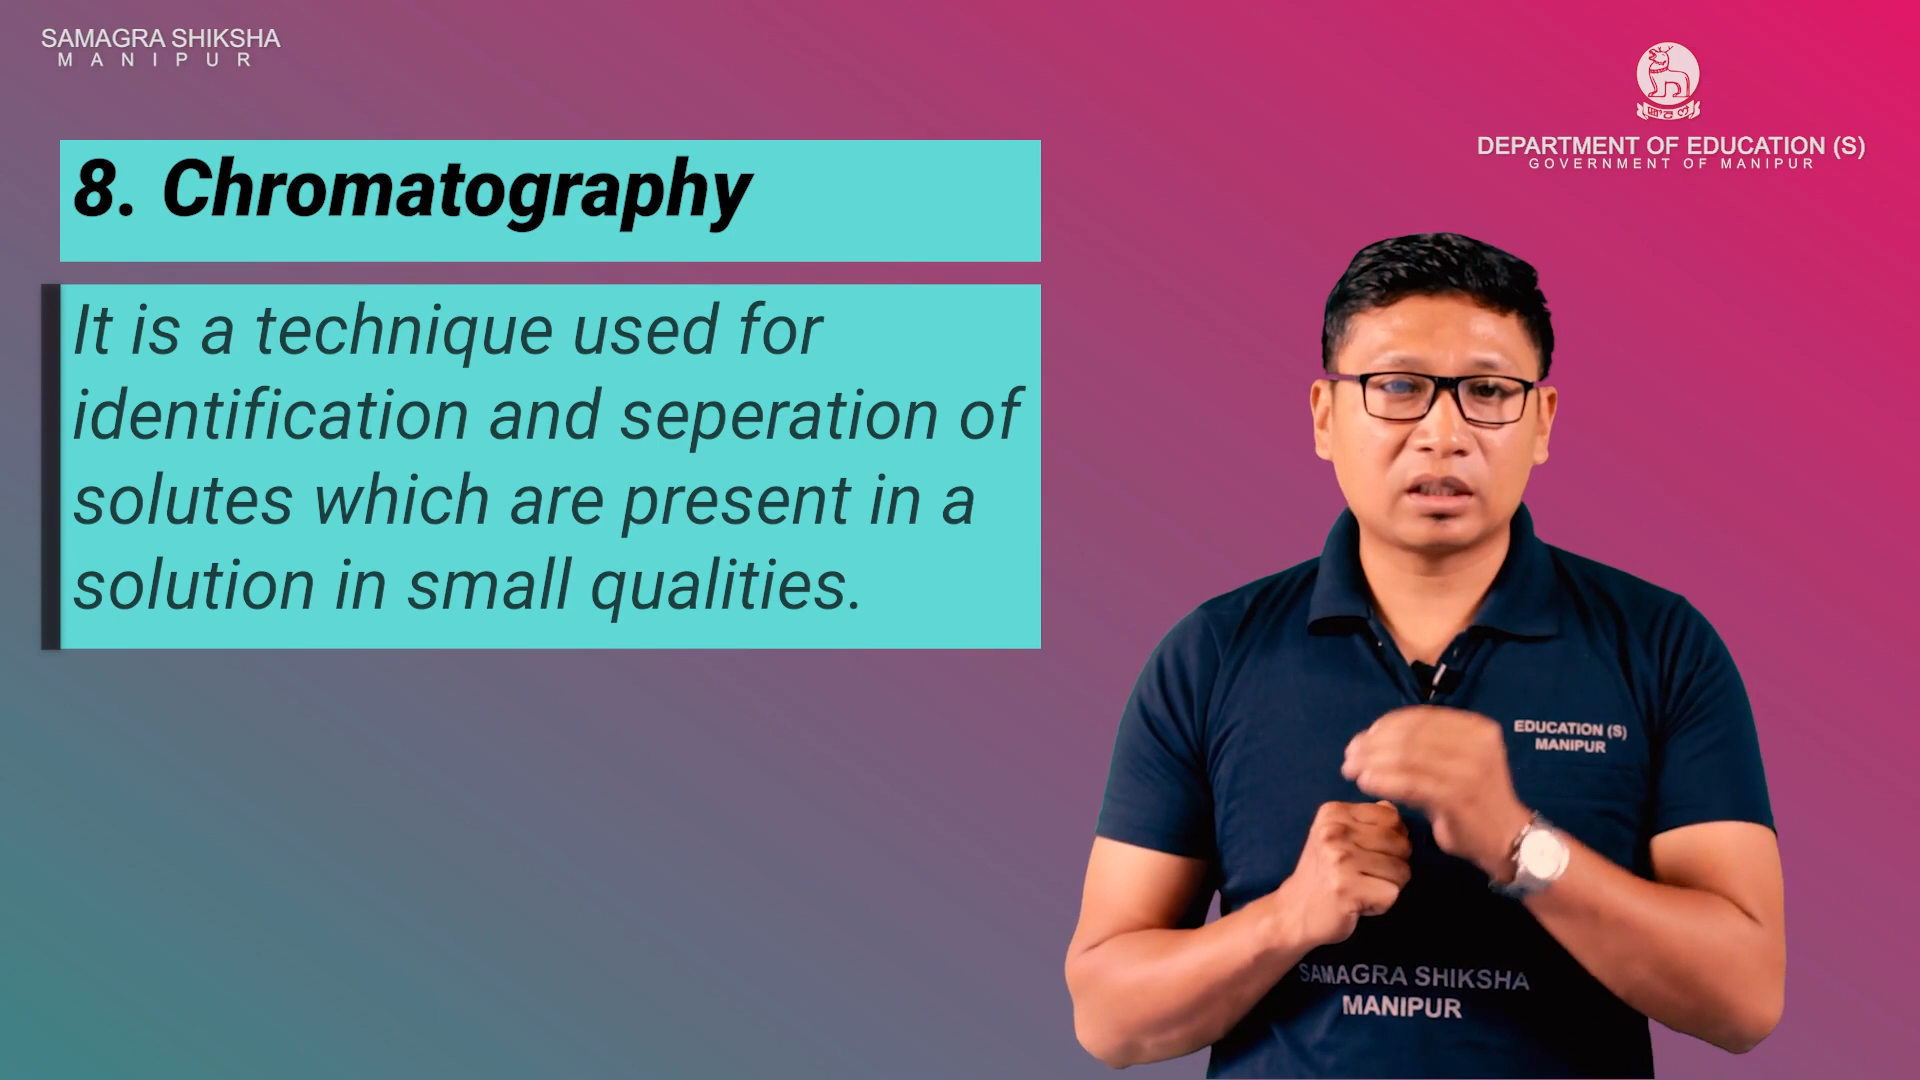 SAMAGRA SHIKSHA
MANIPUR
DEPARTMENT OF EDUCATION (S)
GOVERNMENT OF MANIPUR
8. Chromatography
It is a technique used for
identification and seperation of
solutes which are present in a
solution in small qualities.
EDUCATION (S)
MANIPUR
SAMAGRA SHIKSHA
MANIPUR